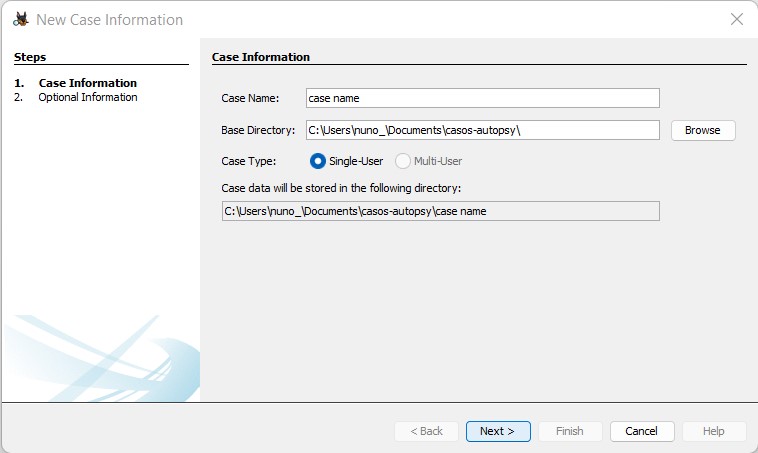 New Case Information
Steps
1. Case Information
2. Optional Information
Case Information
Case Name: case name
Base Directory: C:\Users\nuno_\Documents\casos-autopsy\ Browse
Case Type: Single-User Multi-User
Case data will be stored in the following directory:
C:\Users\nuno_\Documents\casos-autopsy\case name
< Back Next > Finish Cancel Help